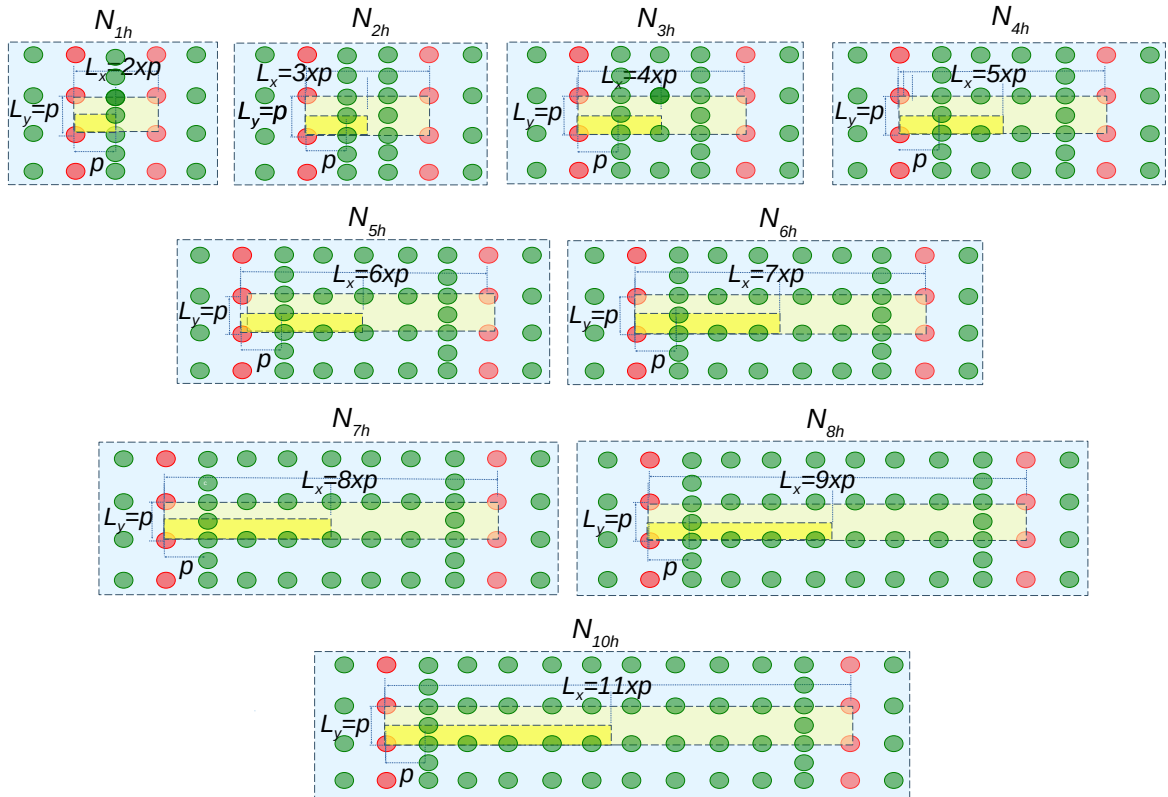 N1h
N2h
N3h
N4h
Lx=2xp
Lx=3xp
Lx=4xp
Lx=5xp
Ly=p
Ly=p
Ly=p
Ly=p
p
p
p
p
N5h
N6h
Lx=6xp
Lx=7xp
Ly=p
Ly=p
p
p
N7h
N8h
Lx=8xp
Lx=9xp
Ly=p
Ly=p
p
p
N10h
Lx=11xp
Ly=p
p